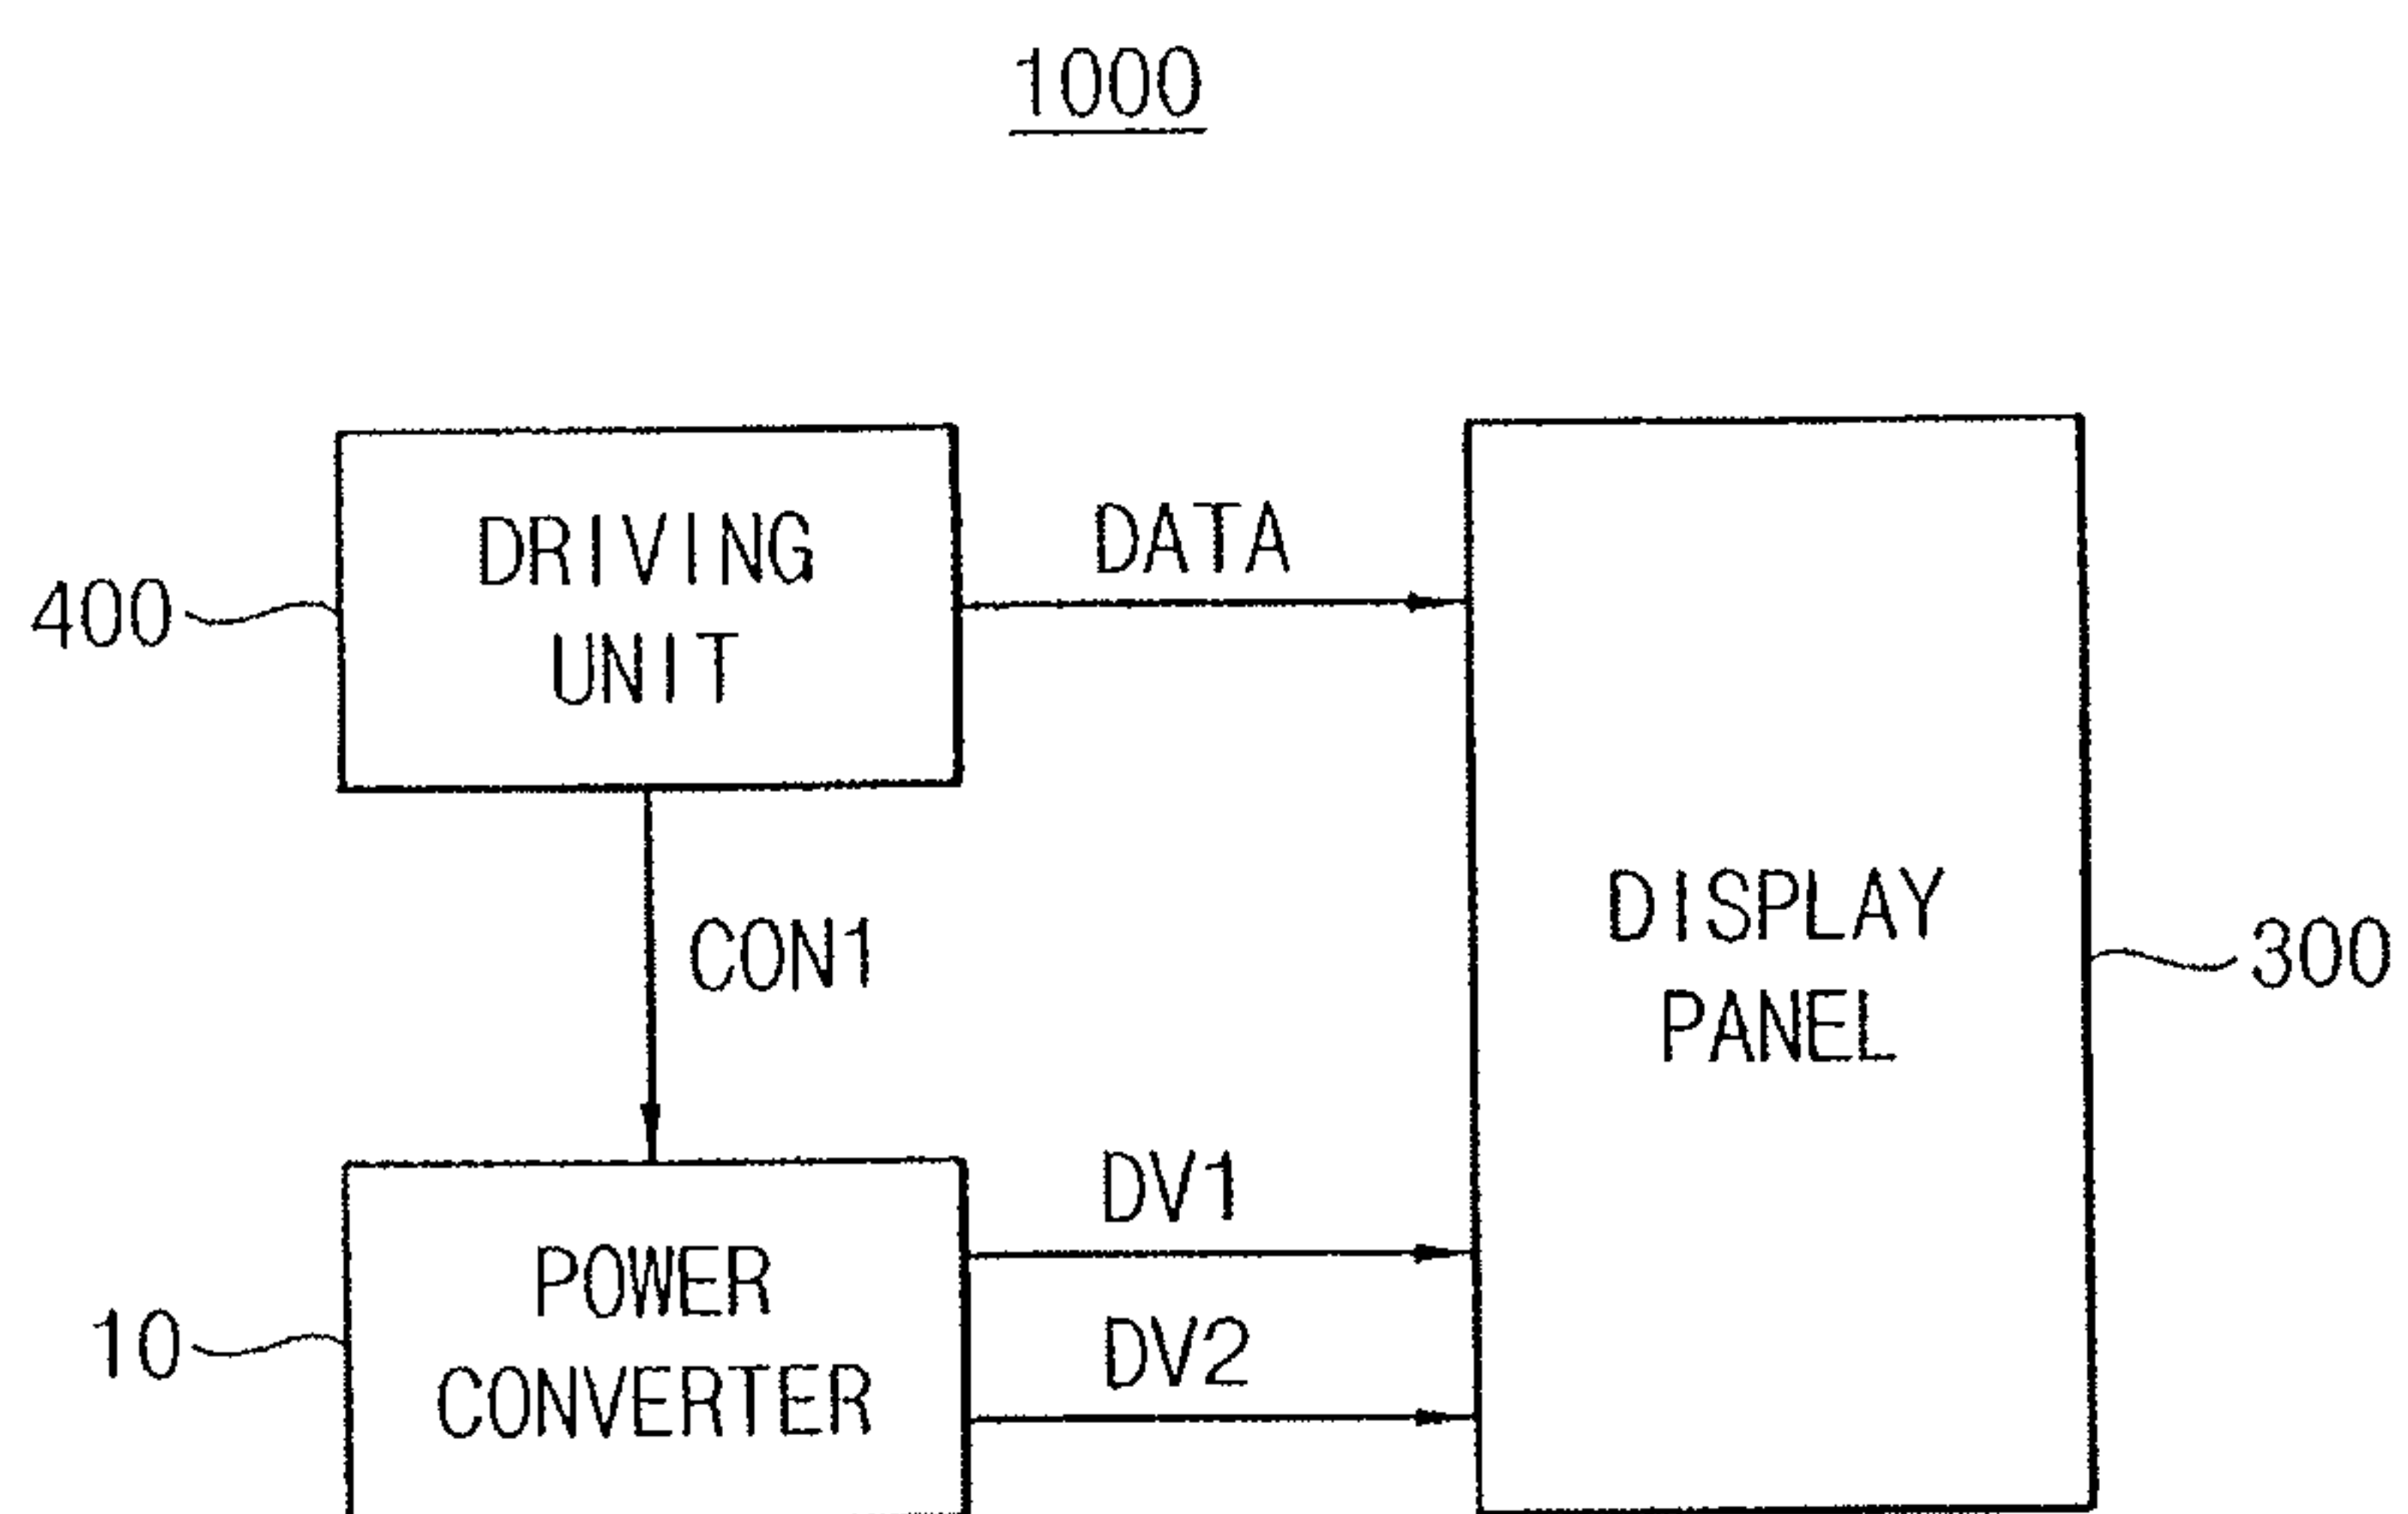 1000
DRIVING
UNIT
400
DATA
CON1
DISPLAY
PANEL
300
POWER
CONVERTER
10
DV1
DV2